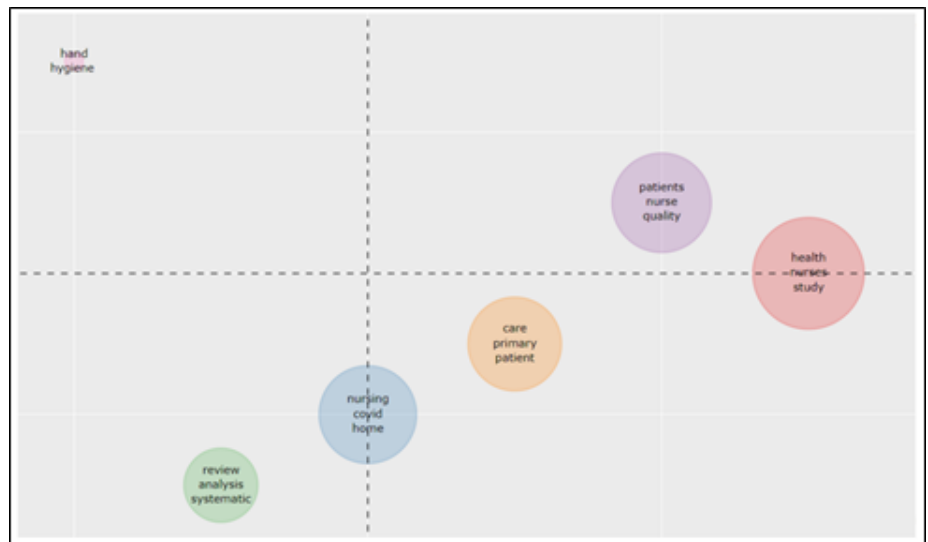 hand
hygiene
patients
nurse
quality
health
nurses
study
care
primary
patient
nursing
covid
home
review
analysis
systematic